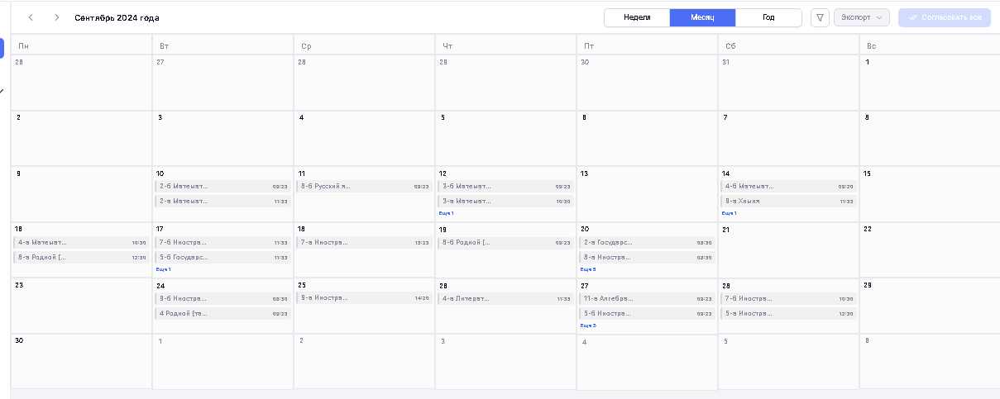 Сентябрь 2024 года
Неделя Месяц Год Экспорт Согласовать все
Пн Вт Ср Чт Пт Сб Вс
26 27 28 29 30 31 1
2 3 4 5 6 7 8
9 10 11 12 13 14 15
2-б Математ... 09:23 8-б Русский я... 09:23 3-б Математ... 09:23 4-б Математ... 09:20
2-а Математ... 11:33 3-а Математ... 10:30 9-а Химия 11:33
Еще 1 Еще 1 Еще 1
16 17 18 19 20 21 22
4-а Математ... 10:30 7-б Иностра... 11:33 7-а Иностра... 13:23 8-б Родной [... 09:23 2-а Государс... 08:30
8-а Родной [... 12:30 5-б Государс... 11:33 8-а Иностра... 08:30
Еще 1 Еще 5
23 24 25 26 27 28 29
9-б Иностра... 08:30 9-а Иностра... 14:20 4-а Литерат... 11:33 11-а Алгебра... 09:23 7-б Иностра... 10:30
4 Родной [та... 09:23 5-б Иностра... 09:23 5-а Иностра... 12:30
Еще 3
30 1 2 3 4 5 6